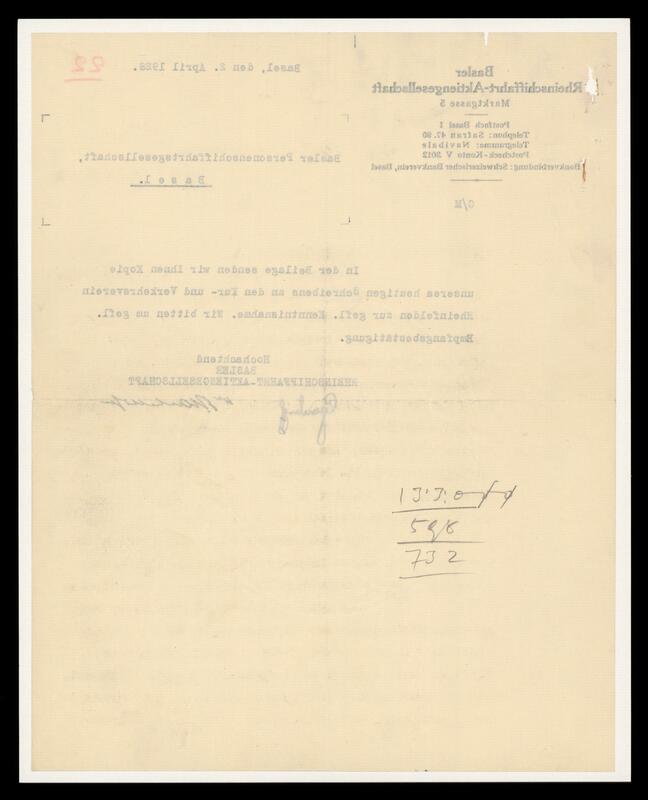 Basler
Rheinschiffahrt-Aktiengesellschaft
Marktgasse 5
Postfach Basel 1
Telephon: Safran 47.90
Telegramme: Navibale
Postcheck-Konto V 3012
Bankverbindung: Schweizerischer Bankverein, Basel
C/M
22
Basel, den 2. April 1928.
Basler Personenschiffahrtsgesellschaft,
Basel.
In der Beilage senden wir Ihnen Kopie
unseres heutigen Schreibens an den Kur- und Verkehrsverein
Rheinfelden zur gefl. Kenntnisnahme. Wir bitten um gefl.
Empfangsbestätigung.
Hochachtend
BASLER
RHEINSCHIFFAHRT-AKTIENGESELLSCHAFT
598
732